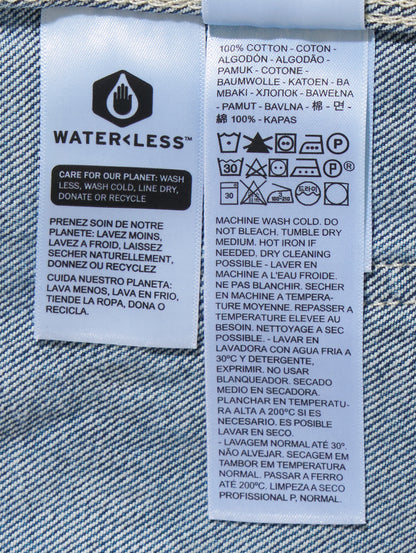 WATER<LESS™
CARE FOR OUR PLANET: WASH
LESS, WASH COLD, LINE DRY,
DONATE OR RECYCLE
PRENEZ SOIN DE NOTRE
PLANETE: LAVEZ MOINS,
LAVEZ A FROID, LAISSEZ
SECHER NATURELLEMENT,
DONNEZ OU RECYCLEZ
CUIDA NUESTRO PLANETA:
LAVA MENOS, LAVA EN FRIO,
TIENDE LA ROPA, DONA O
RECICLA.
100% COTTON - COTON -
ALGODÓN - ALGODÃO -
PAMUK - COTONE -
BAUMWOLLE - KATOEN - BA
MBAKI - ХЛОПОК - BAWEŁNA
- PAMUT - BAVLNA - 棉 - 면 -
綿 100% - KAPAS
P
30 P
30 180-210 드라이
MACHINE WASH COLD. DO
NOT BLEACH. TUMBLE DRY
MEDIUM. HOT IRON IF
NEEDED. DRY CLEANING
POSSIBLE - LAVER EN
MACHINE A L'EAU FROIDE.
NE PAS BLANCHIR. SECHER
EN MACHINE A TEMPERA-
TURE MOYENNE. REPASSER A
TEMPERATURE ELEVEE AU
BESOIN. NETTOYAGE A SEC
POSSIBLE. - LAVAR EN
LAVADORA CON AGUA FRIA A
30ºC Y DETERGENTE,
EXPRIMIR. NO USAR
BLANQUEADOR. SECADO
MEDIO EN SECADORA.
PLANCHAR EN TEMPERATU-
RA ALTA A 200ºC SI ES
NECESARIO. ES POSIBLE
LAVAR EN SECO.
- LAVAGEM NORMAL ATÉ 30º.
NÃO ALVEJAR. SECAGEM EM
TAMBOR EM TEMPERATURA
NORMAL. PASSAR A FERRO
ATÉ 200ºC. LIMPEZA A SECO
PROFISSIONAL P, NORMAL.